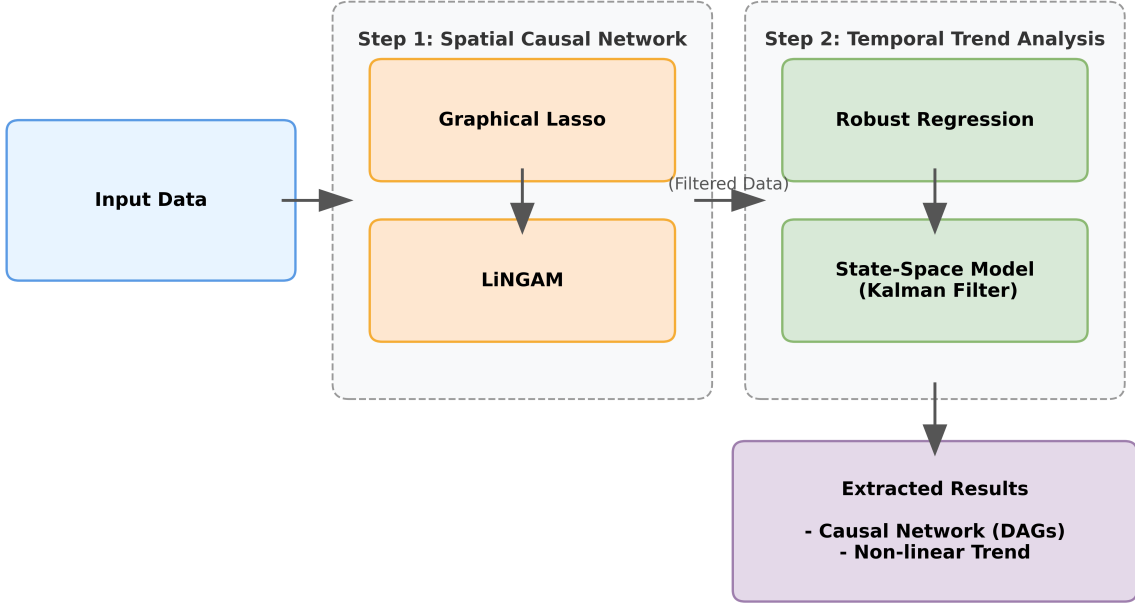 Input Data
Step 1: Spatial Causal Network
Graphical Lasso
LiNGAM
(Filtered Data)
Step 2: Temporal Trend Analysis
Robust Regression
State-Space Model
(Kalman Filter)
Extracted Results
- Causal Network (DAGs)
- Non-linear Trend